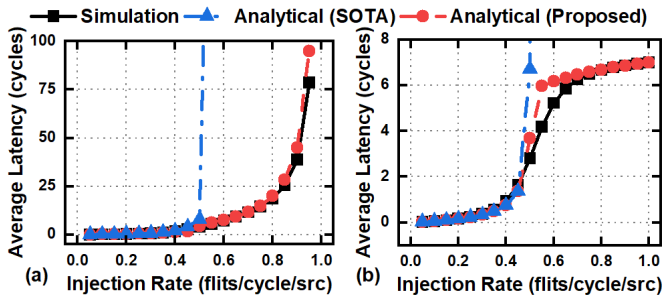 Simulation Analytical (SOTA) Analytical (Proposed)
Average Latency (cycles)
100
75
50
25
0
0.0 0.2 0.4 0.6 0.8 1.0
(a) Injection Rate (flits/cycle/src)
Average Latency (cycles)
8
6
4
2
0
0.0 0.2 0.4 0.6 0.8 1.0
(b) Injection Rate (flits/cycle/src)